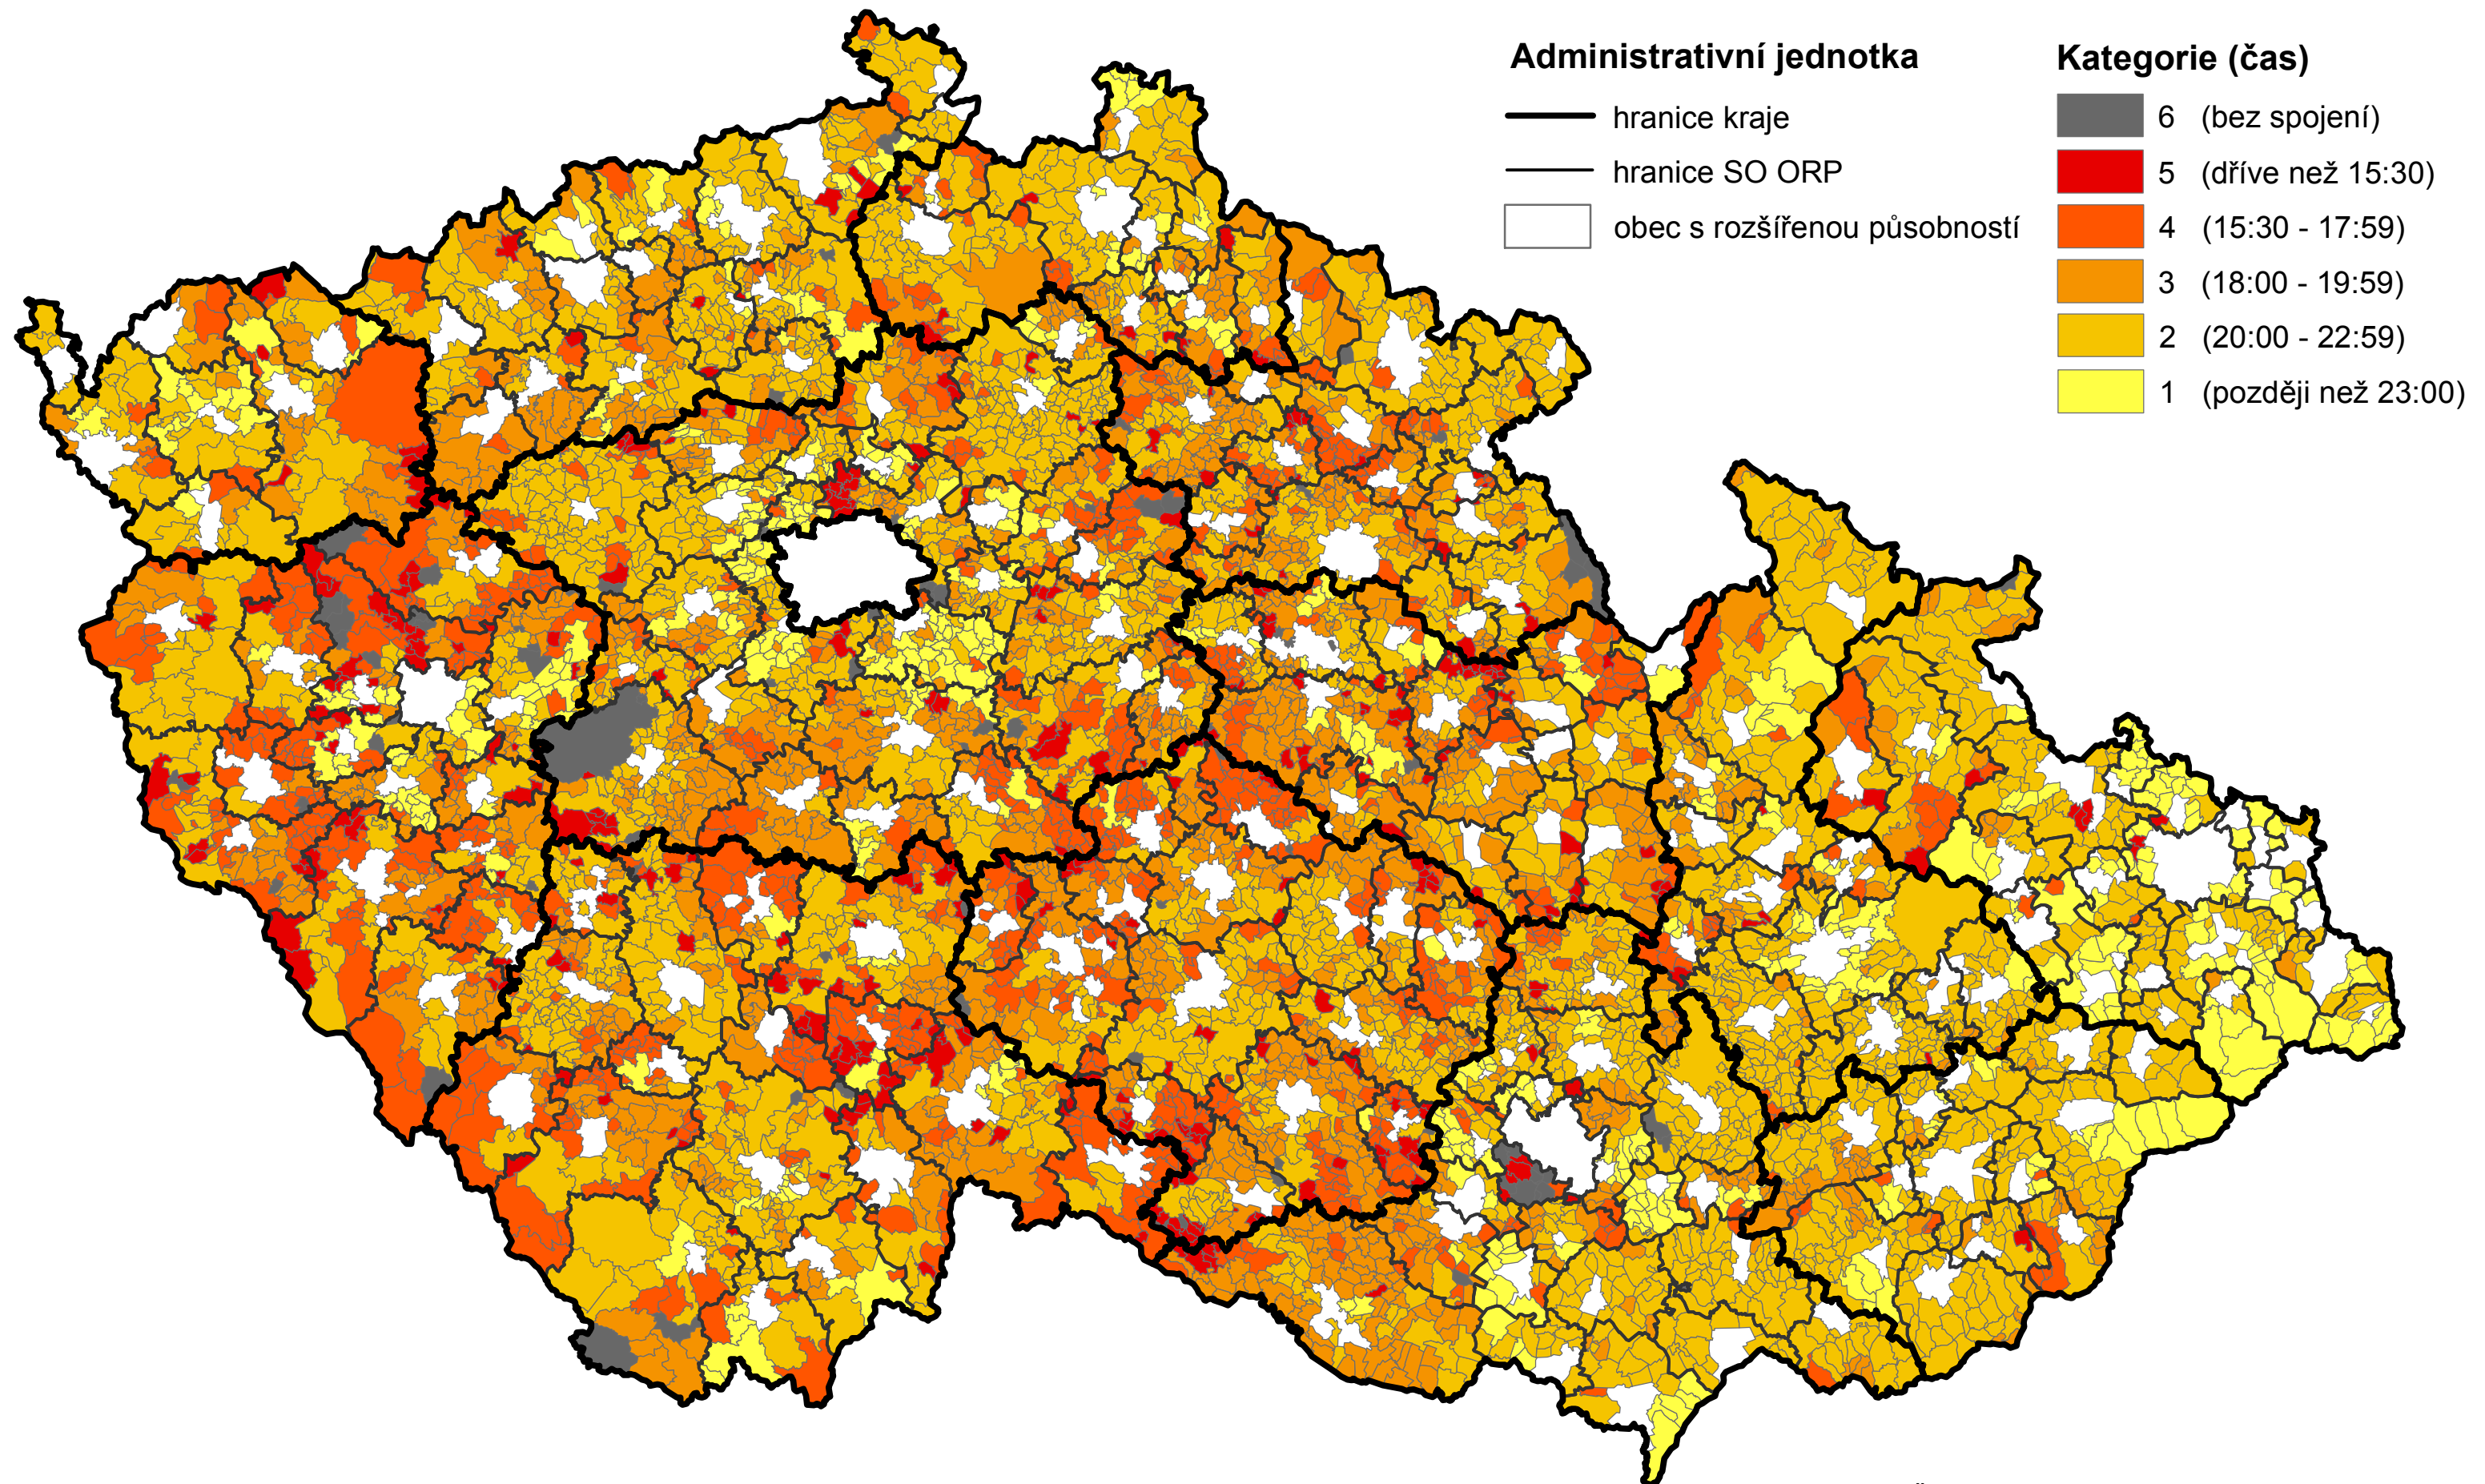 Administrativní jednotka
hranice kraje
hranice SO ORP
obec s rozšířenou působností
Kategorie (čas)
6 (bez spojení)
5 (dříve než 15:30)
4 (15:30 - 17:59)
3 (18:00 - 19:59)
2 (20:00 - 22:59)
1 (později než 23:00)